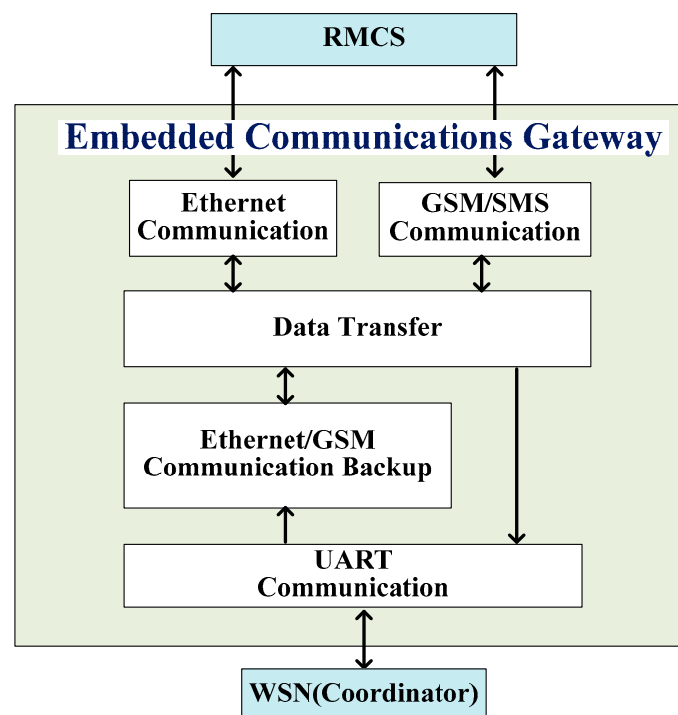 RMCS
Embedded Communications Gateway
Ethernet
Communication
GSM/SMS
Communication
Data Transfer
Ethernet/GSM
Communication Backup
UART
Communication
WSN(Coordinator)